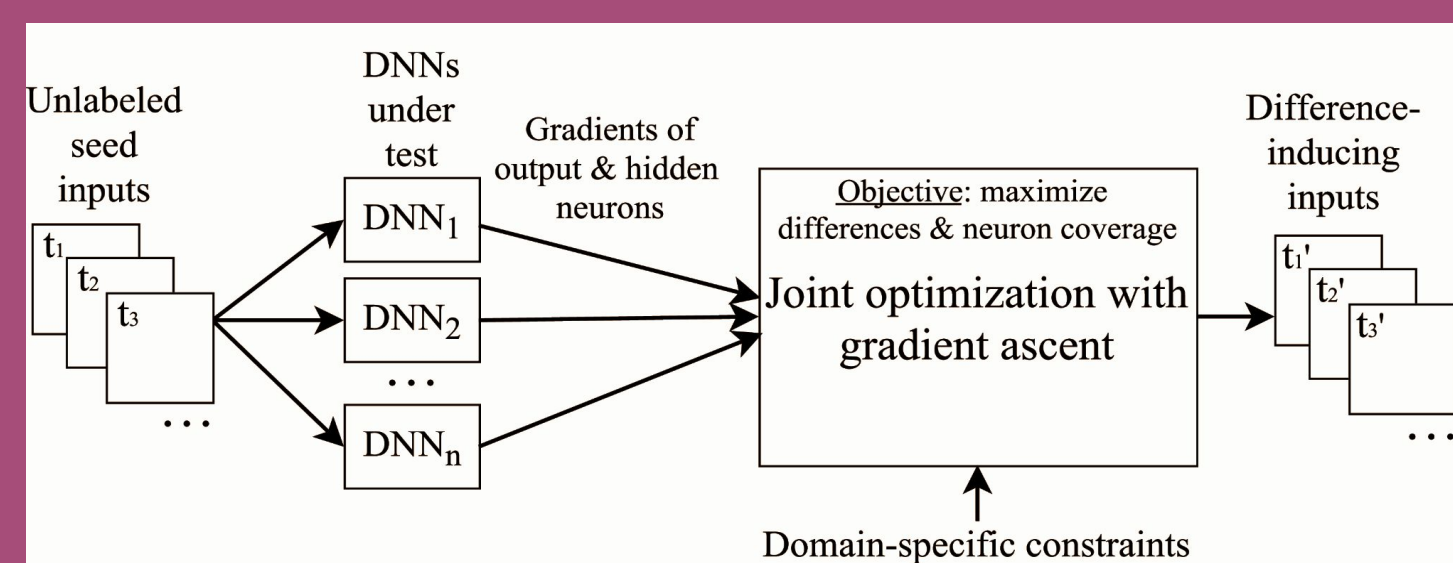 Unlabeled
seed
inputs
t₁
t₂
t₃
...
DNNs
under
test
DNN₁
DNN₂
...
DNNₙ
Gradients of
output & hidden
neurons
Objective: maximize
differences & neuron coverage
Joint optimization with
gradient ascent
Domain-specific constraints
Difference-
inducing
inputs
t₁'
t₂'
t₃'
...